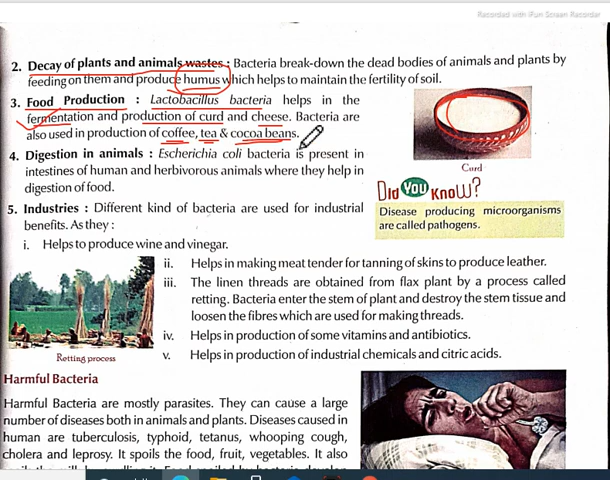 Recorded with iFun Screen Recorder
2. Decay of plants and animals wastes : Bacteria break-down the dead bodies of animals and plants by
feeding on them and produce humus which helps to maintain the fertility of soil.
3. Food Production : Lactobacillus bacteria helps in the
fermentation and production of curd and cheese. Bacteria are
also used in production of coffee, tea & cocoa beans.
Curd
4. Digestion in animals : Escherichia coli bacteria is present in
intestines of human and herbivorous animals where they help in
digestion of food.
Did You Know?
Disease producing microorganisms
are called pathogens.
5. Industries : Different kind of bacteria are used for industrial
benefits. As they :
i. Helps to produce wine and vinegar.
ii. Helps in making meat tender for tanning of skins to produce leather.
iii. The linen threads are obtained from flax plant by a process called
retting. Bacteria enter the stem of plant and destroy the stem tissue and
loosen the fibres which are used for making threads.
iv. Helps in production of some vitamins and antibiotics.
v. Helps in production of industrial chemicals and citric acids.
Retting process
Harmful Bacteria
Harmful Bacteria are mostly parasites. They can cause a large
number of diseases both in animals and plants. Diseases caused in
human are tuberculosis, typhoid, tetanus, whooping cough,
cholera and leprosy. It spoils the food, fruit, vegetables. It also